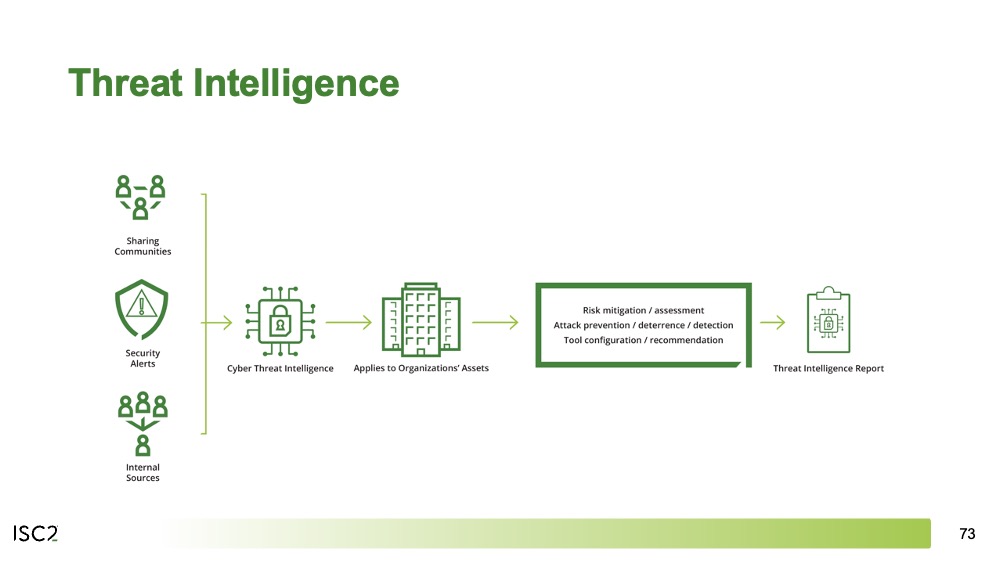 Threat Intelligence
Sharing
Communities
Security
Alerts
Internal
Sources
Cyber Threat Intelligence
Applies to Organizations’ Assets
Risk mitigation / assessment
Attack prevention / deterrence / detection
Tool configuration / recommendation
Threat Intelligence Report
ISC2
73